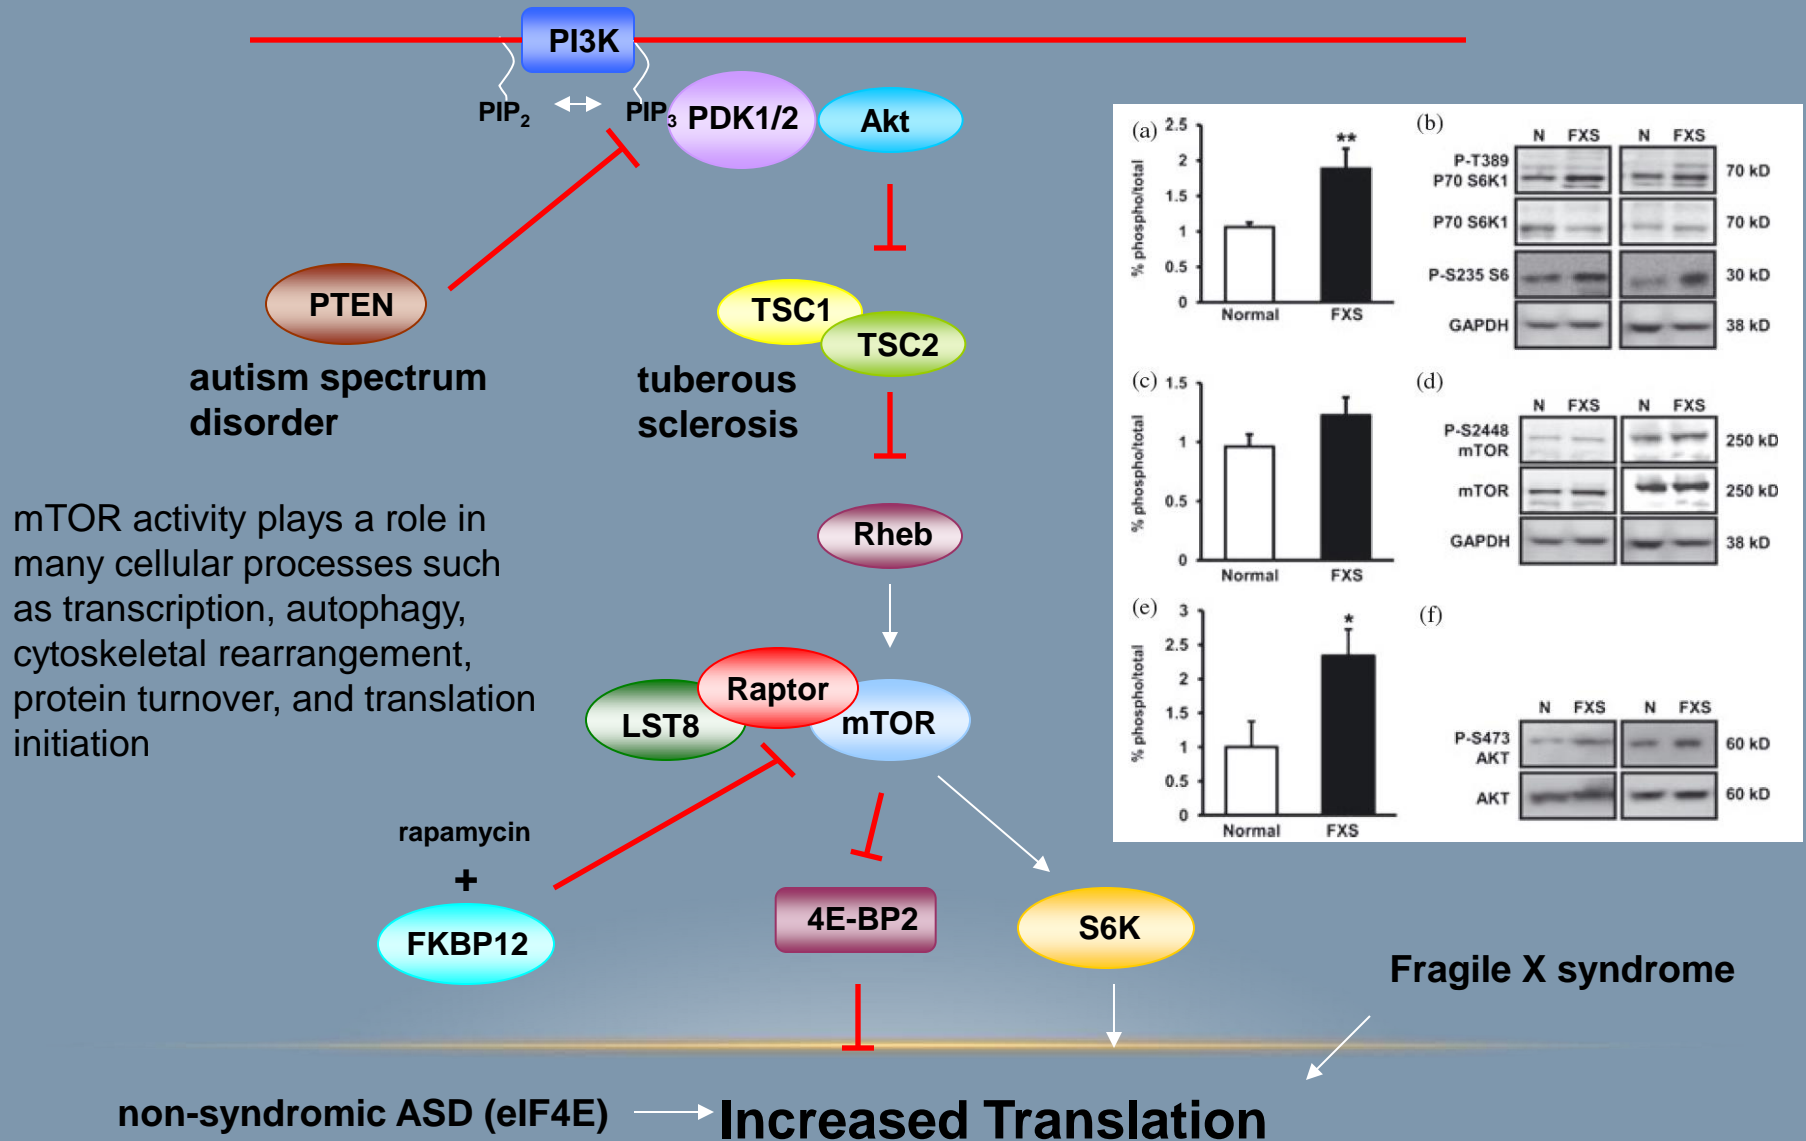 PI3K
PIP2
PIP3
PDK1/2
Akt
PTEN
autism spectrum
disorder
TSC1
TSC2
tuberous
sclerosis
mTOR activity plays a role in
many cellular processes such
as transcription, autophagy,
cytoskeletal rearrangement,
protein turnover, and translation
initiation
Rheb
Raptor
LST8
mTOR
rapamycin
+
FKBP12
4E-BP2
S6K
Fragile X syndrome
non-syndromic ASD (eIF4E)
Increased Translation
(a)
% phospho/total
2.5
2
1.5
1
0.5
0
**
Normal FXS
(b)
N FXS N FXS
P-T389
P70 S6K1 70 kD
P70 S6K1 70 kD
P-S235 S6 30 kD
GAPDH 38 kD
(c)
% phospho/total
1.5
1
0.5
0
Normal FXS
(d)
N FXS N FXS
P-S2448
mTOR 250 kD
mTOR 250 kD
GAPDH 38 kD
(e)
% phospho/total
3
2.5
2
1.5
1
0.5
0
*
Normal FXS
(f)
N FXS N FXS
P-S473
AKT 60 kD
AKT 60 kD